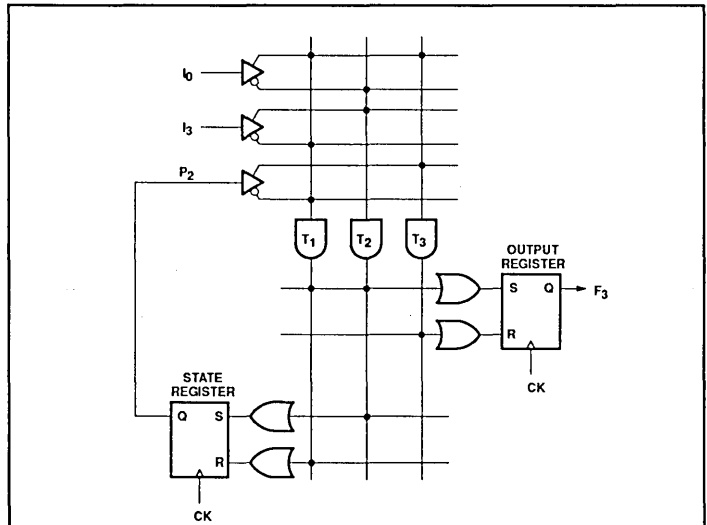 I0
I3
P2
T1
T2
T3
OUTPUT
REGISTER
S
Q
F3
R
CK
STATE
REGISTER
Q
S
R
CK